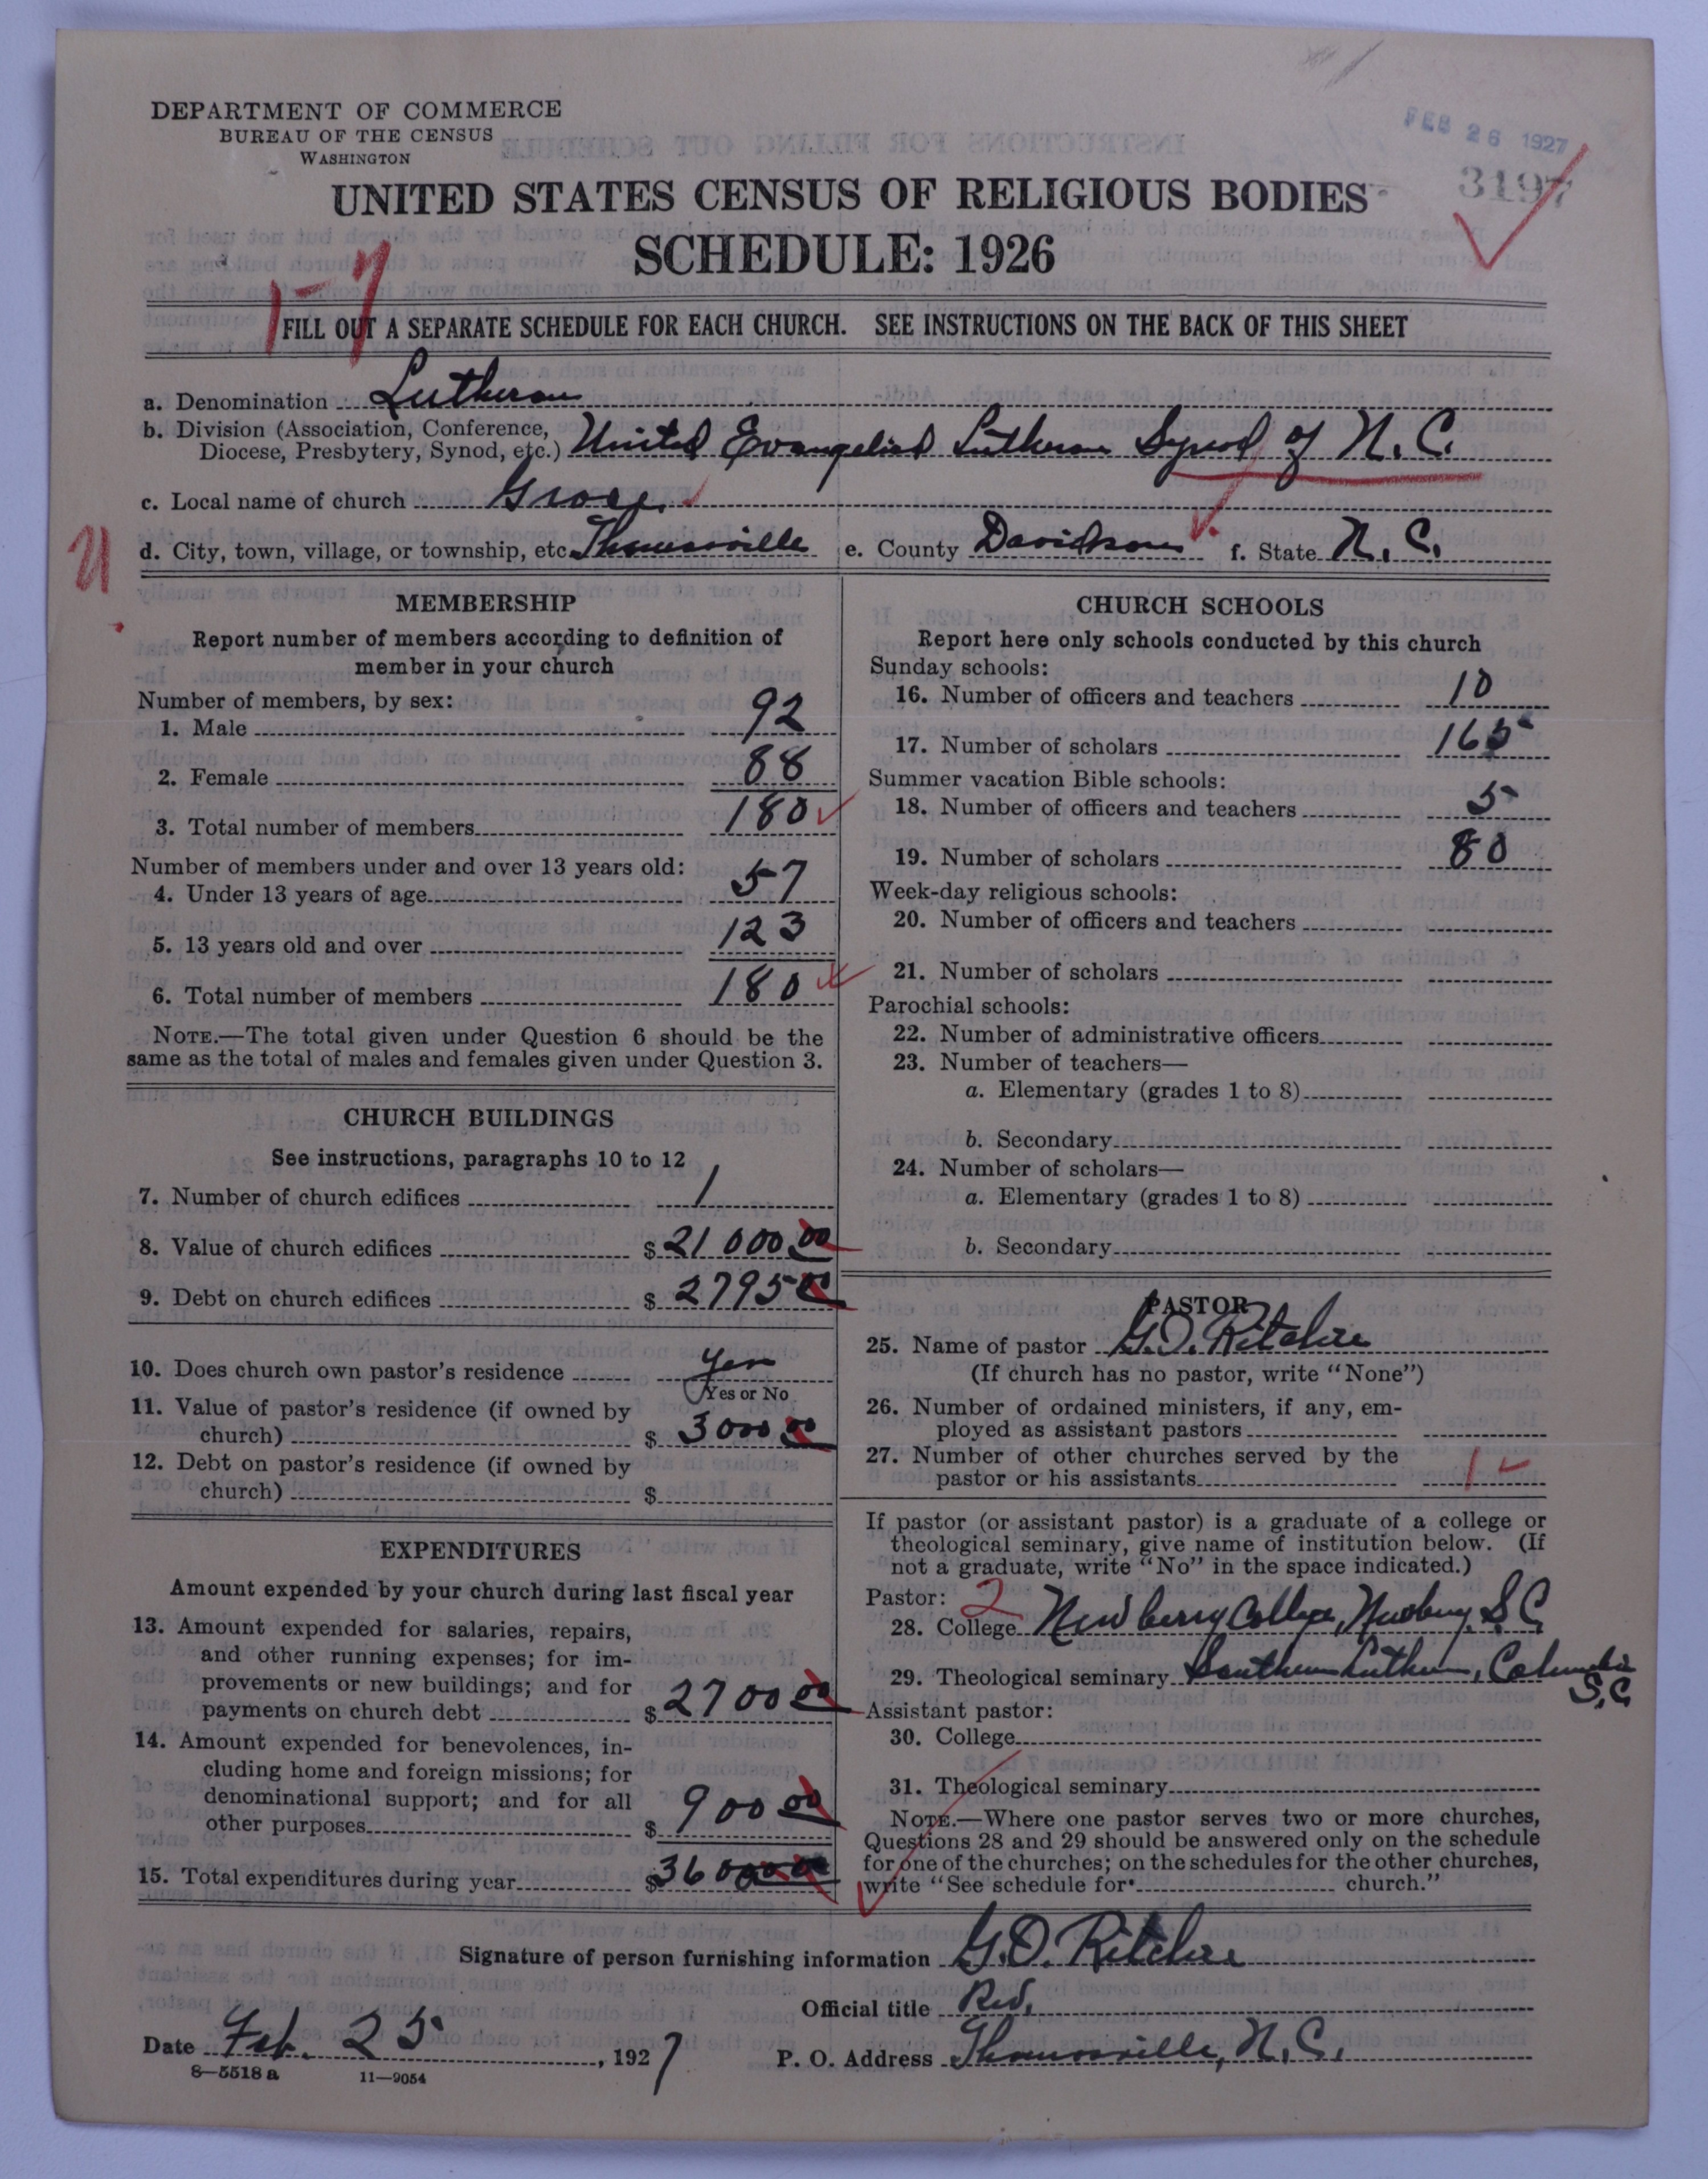 FEB 26 1927
3197
DEPARTMENT OF COMMERCE
BUREAU OF THE CENSUS
WASHINGTON
UNITED STATES CENSUS OF RELIGIOUS BODIES
SCHEDULE: 1926
1-7
FILL OUT A SEPARATE SCHEDULE FOR EACH CHURCH. SEE INSTRUCTIONS ON THE BACK OF THIS SHEET
a. Denomination Lutheran
b. Division (Association, Conference,
Diocese, Presbytery, Synod, etc.) United Evangelical Lutheran Synod of N.C.
c. Local name of church Grace
d. City, town, village, or township, etc. Thomasville e. County Davidson f. State N.C.
MEMBERSHIP
Report number of members according to definition of
member in your church
Number of members, by sex:
1. Male 92
2. Female 88
3. Total number of members 180
Number of members under and over 13 years old:
4. Under 13 years of age 57
5. 13 years old and over 123
6. Total number of members 180
NOTE.—The total given under Question 6 should be the
same as the total of males and females given under Question 3.
CHURCH BUILDINGS
See instructions, paragraphs 10 to 12
7. Number of church edifices 1
8. Value of church edifices $21000 00
9. Debt on church edifices $2795 00
10. Does church own pastor's residence Yes
Yes or No
11. Value of pastor's residence (if owned by
church) $3000 00
12. Debt on pastor's residence (if owned by
church) $
EXPENDITURES
Amount expended by your church during last fiscal year
13. Amount expended for salaries, repairs,
and other running expenses; for im-
provements or new buildings; and for
payments on church debt $2700 00
14. Amount expended for benevolences, in-
cluding home and foreign missions; for
denominational support; and for all
other purposes $900 00
15. Total expenditures during year $3600
CHURCH SCHOOLS
Report here only schools conducted by this church
Sunday schools:
16. Number of officers and teachers 10
17. Number of scholars 165
Summer vacation Bible schools:
18. Number of officers and teachers 5
19. Number of scholars 80
Week-day religious schools:
20. Number of officers and teachers
21. Number of scholars
Parochial schools:
22. Number of administrative officers
23. Number of teachers—
a. Elementary (grades 1 to 8)
b. Secondary
24. Number of scholars—
a. Elementary (grades 1 to 8)
b. Secondary
PASTOR
25. Name of pastor G.O. Ritchie
(If church has no pastor, write "None")
26. Number of ordained ministers, if any, em-
ployed as assistant pastors
27. Number of other churches served by the
pastor or his assistants 1
If pastor (or assistant pastor) is a graduate of a college or
theological seminary, give name of institution below. (If
not a graduate, write "No" in the space indicated.)
Pastor: 2
28. College Newberry College, Newberry, S.C.
29. Theological seminary Southern Luthern, Columbia
S.C.
Assistant pastor:
30. College
31. Theological seminary
NOTE.—Where one pastor serves two or more churches,
Questions 28 and 29 should be answered only on the schedule
for one of the churches; on the schedules for the other churches,
write "See schedule for church."
Signature of person furnishing information G.O. Ritchie
Official title Rev.
Date Feb. 25, 1927 P. O. Address Thomasville, N.C.
8—5518 a 11—9054